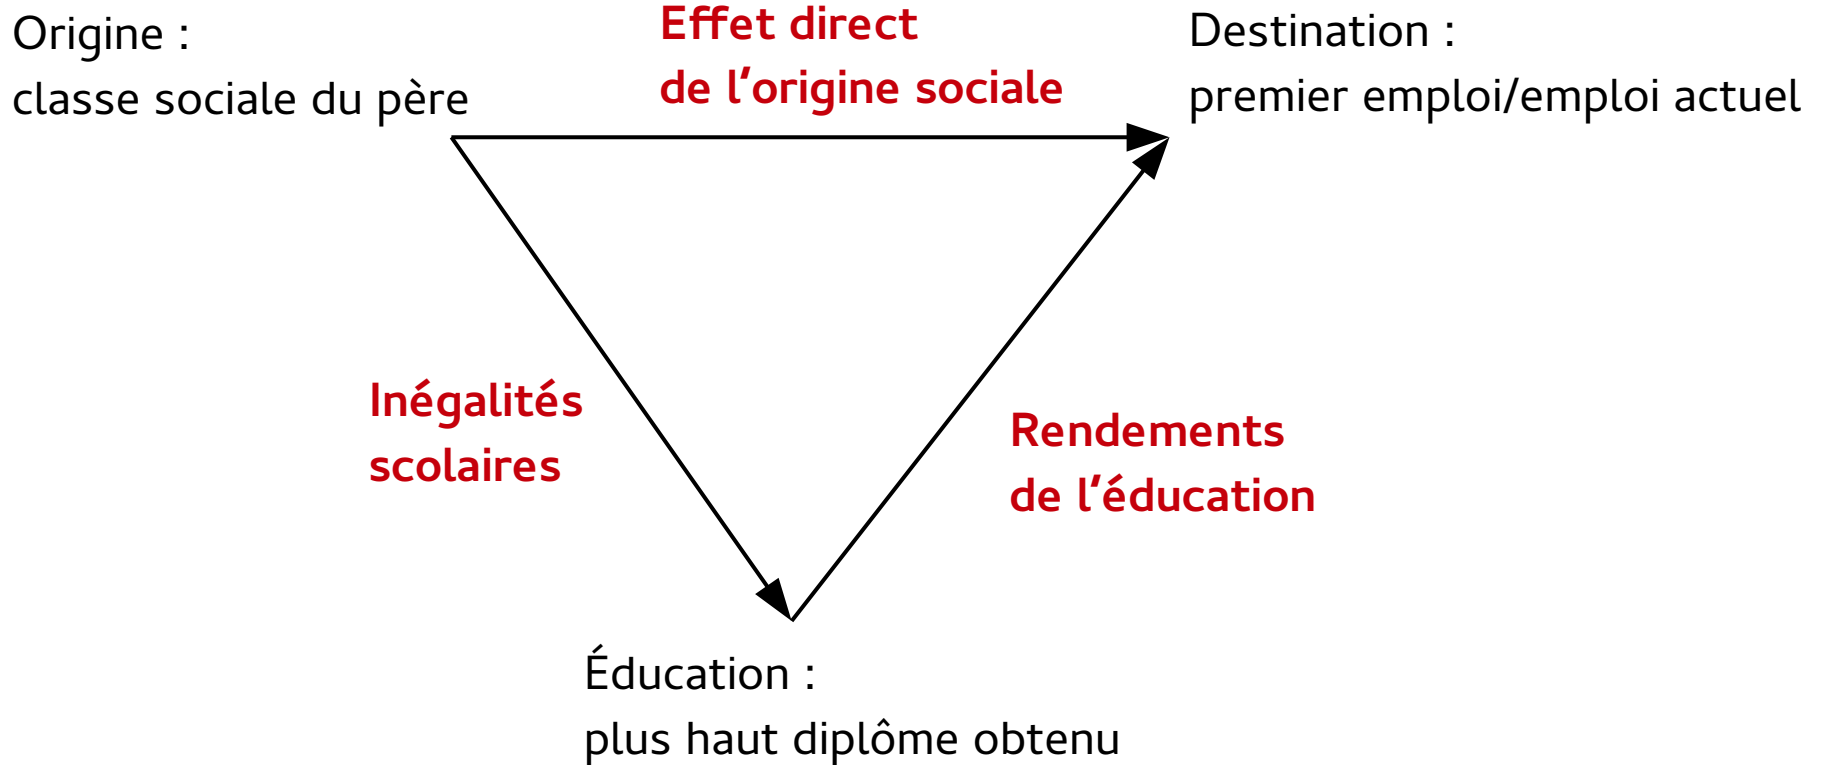 Origine :
classe sociale du père
Effet direct
de l’origine sociale
Destination :
premier emploi/emploi actuel
Inégalités
scolaires
Rendements
de l’éducation
Éducation :
plus haut diplôme obtenu